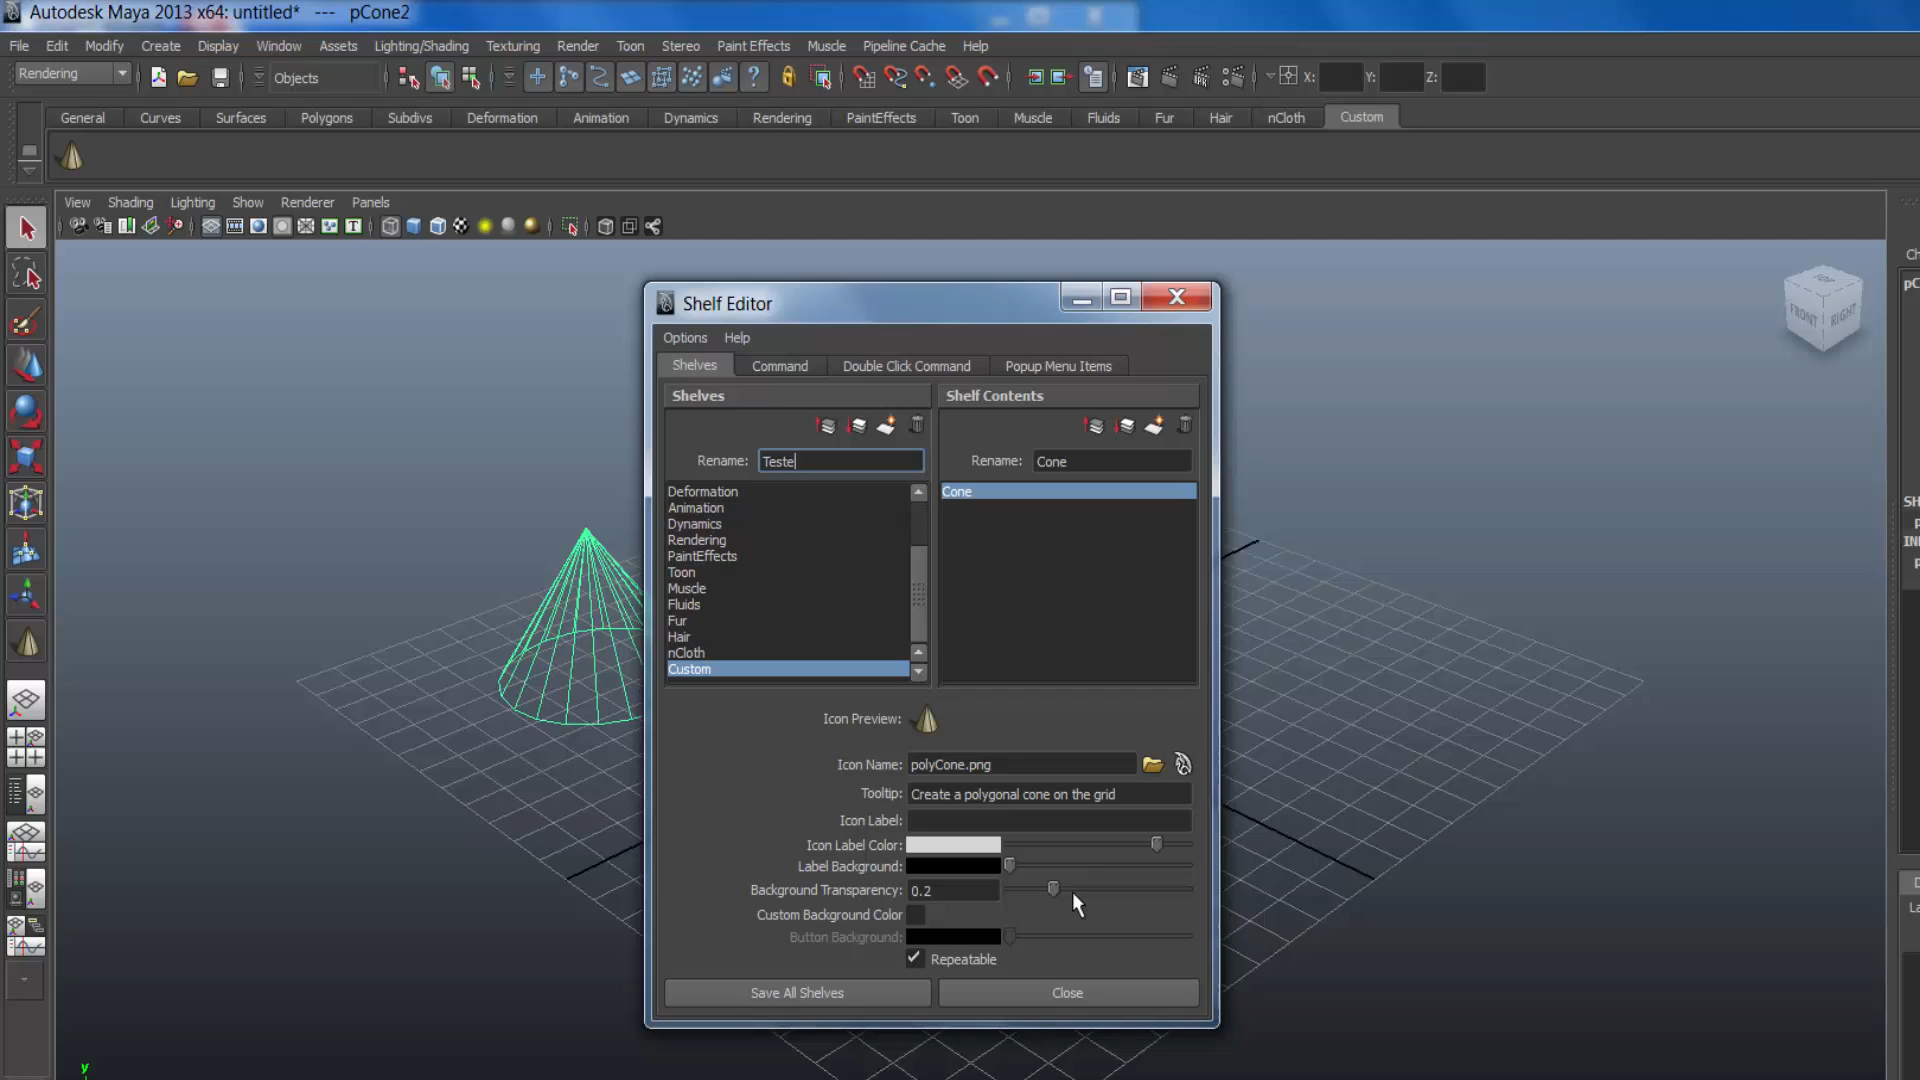 Autodesk Maya 2013 x64: untitled* --- pCone2
File Edit Modify Create Display Window Assets Lighting/Shading Texturing Render Toon Stereo Paint Effects Muscle Pipeline Cache Help
Rendering Objects X: Y: Z:
General Curves Surfaces Polygons Subdivs Deformation Animation Dynamics Rendering PaintEffects Toon Muscle Fluids Fur Hair nCloth Custom
View Shading Lighting Show Renderer Panels
TOP
FRONT RIGHT
Shelf Editor
Options Help
Shelves Command Double Click Command Popup Menu Items
Shelves Shelf Contents
Rename: Teste Rename: Cone
Deformation Cone
Animation
Dynamics
Rendering
PaintEffects
Toon
Muscle
Fluids
Fur
Hair
nCloth
Custom
Icon Preview:
Icon Name: polyCone.png
Tooltip: Create a polygonal cone on the grid
Icon Label:
Icon Label Color:
Label Background:
Background Transparency: 0.2
Custom Background Color
Button Background:
Repeatable
Save All Shelves Close
y